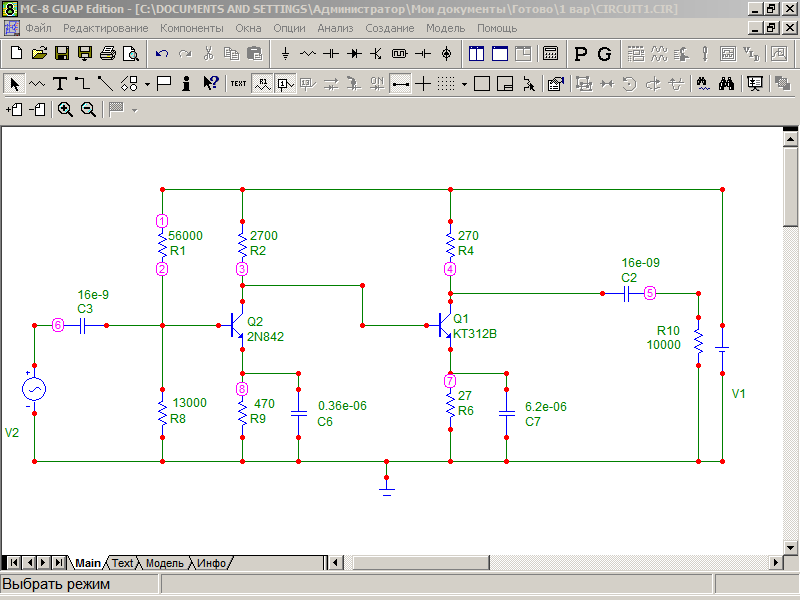 MC-8 GUAP Edition - [C:\DOCUMENTS AND SETTINGS\Администратор\Мои документы\Готово\1 вар\CIRCUIT1.CIR]
Файл Редактирование Компоненты Окна Опции Анализ Создание Модель Помощь
P G
T TEXT R1 ON
1
56000
R1
2
2700
R2
3
270
R4
4
16e-9
C3
6
Q2
2N842
Q1
КТ312В
16e-09
C2
5
R10
10000
V1
+
-
V2
13000
R8
8
470
R9
0.36e-06
C6
7
27
R6
6.2e-06
C7
Main Text Модель Инфо
Выбрать режим